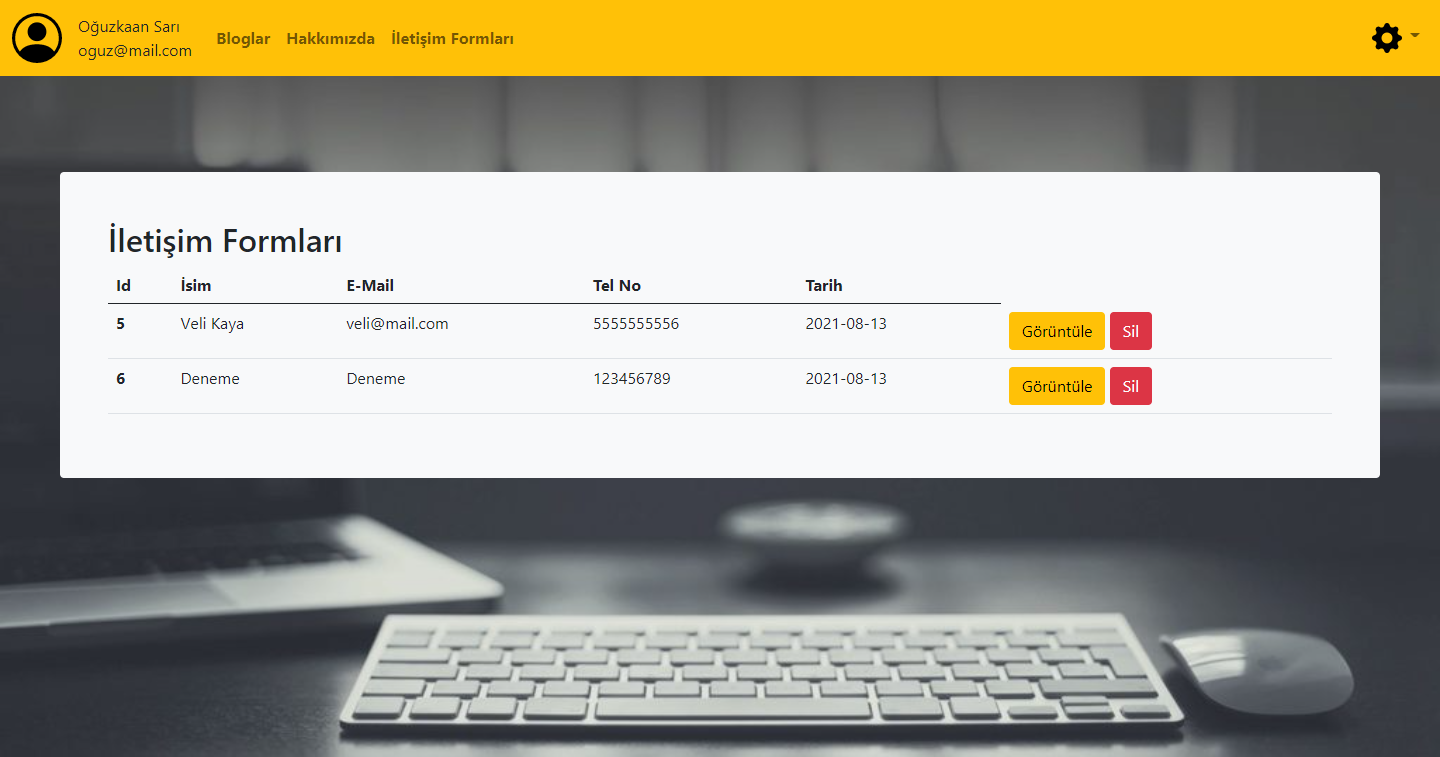 Oğuzkaan Sarı
oguz@mail.com
Bloglar Hakkımızda İletişim Formları
İletişim Formları
Id İsim E-Mail Tel No Tarih
5 Veli Kaya veli@mail.com 5555555556 2021-08-13 Görüntüle Sil
6 Deneme Deneme 123456789 2021-08-13 Görüntüle Sil